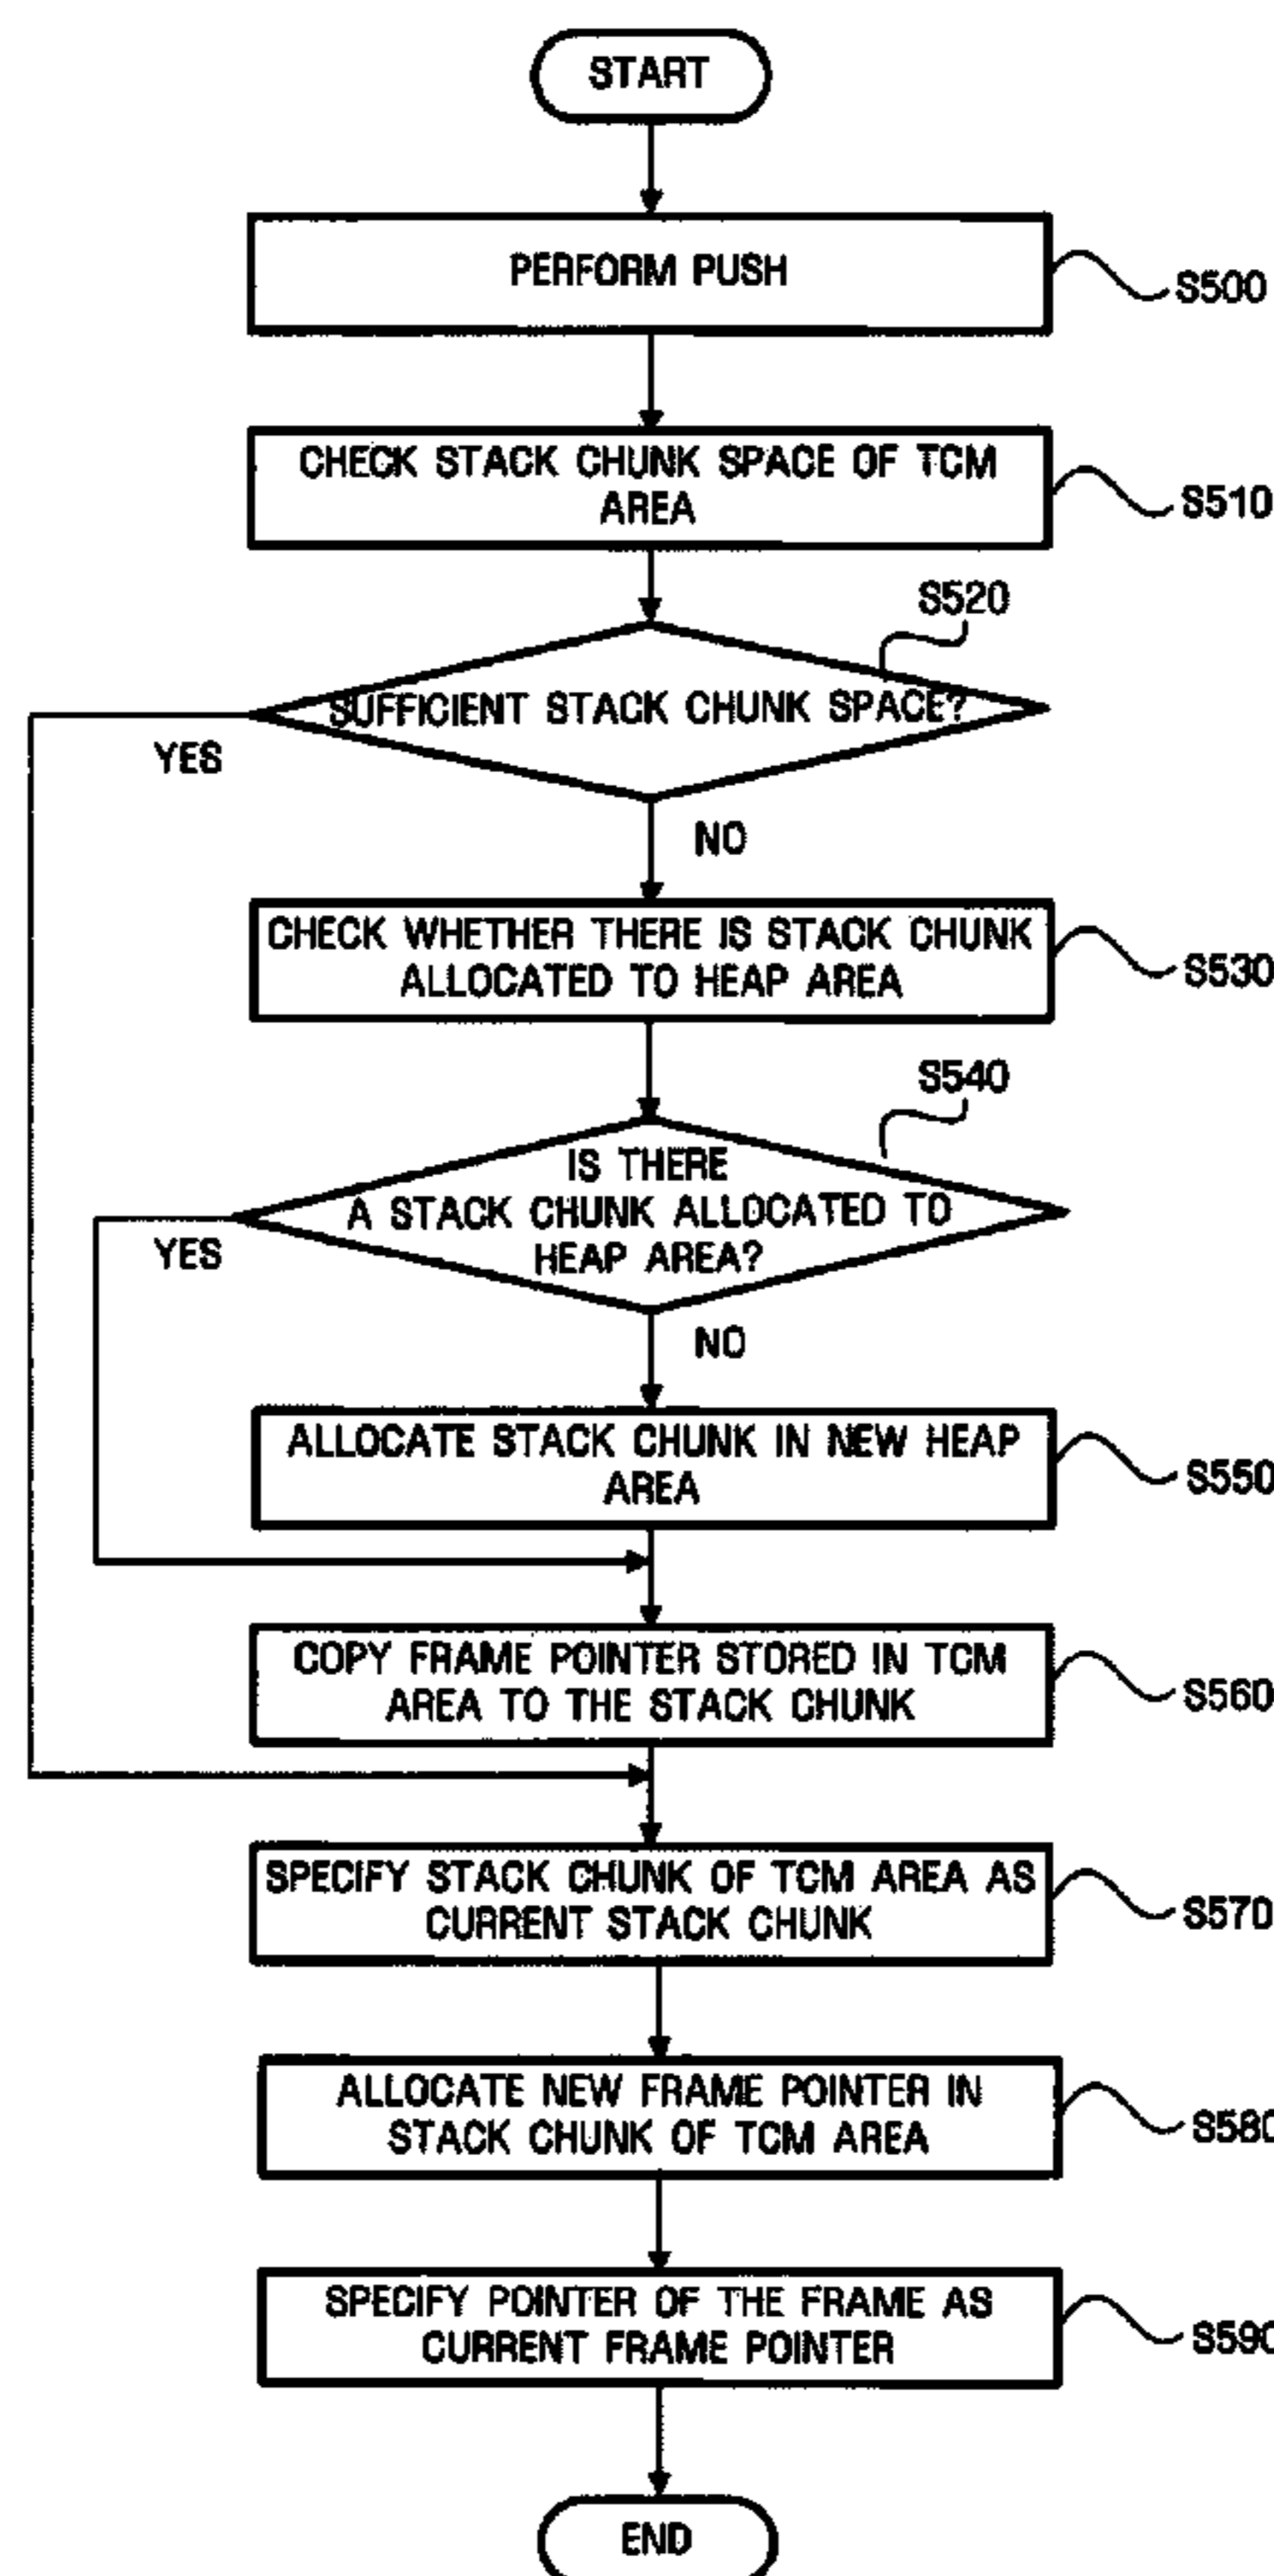 START
PERFORM PUSH
S500
CHECK STACK CHUNK SPACE OF TCM
AREA
S510
S520
SUFFICIENT STACK CHUNK SPACE?
YES
NO
CHECK WHETHER THERE IS STACK CHUNK
ALLOCATED TO HEAP AREA
S530
S540
IS THERE
A STACK CHUNK ALLOCATED TO
HEAP AREA?
YES
NO
ALLOCATE STACK CHUNK IN NEW HEAP
AREA
S550
COPY FRAME POINTER STORED IN TCM
AREA TO THE STACK CHUNK
S560
SPECIFY STACK CHUNK OF TCM AREA AS
CURRENT STACK CHUNK
S570
ALLOCATE NEW FRAME POINTER IN
STACK CHUNK OF TCM AREA
S580
SPECIFY POINTER OF THE FRAME AS
CURRENT FRAME POINTER
S590
END